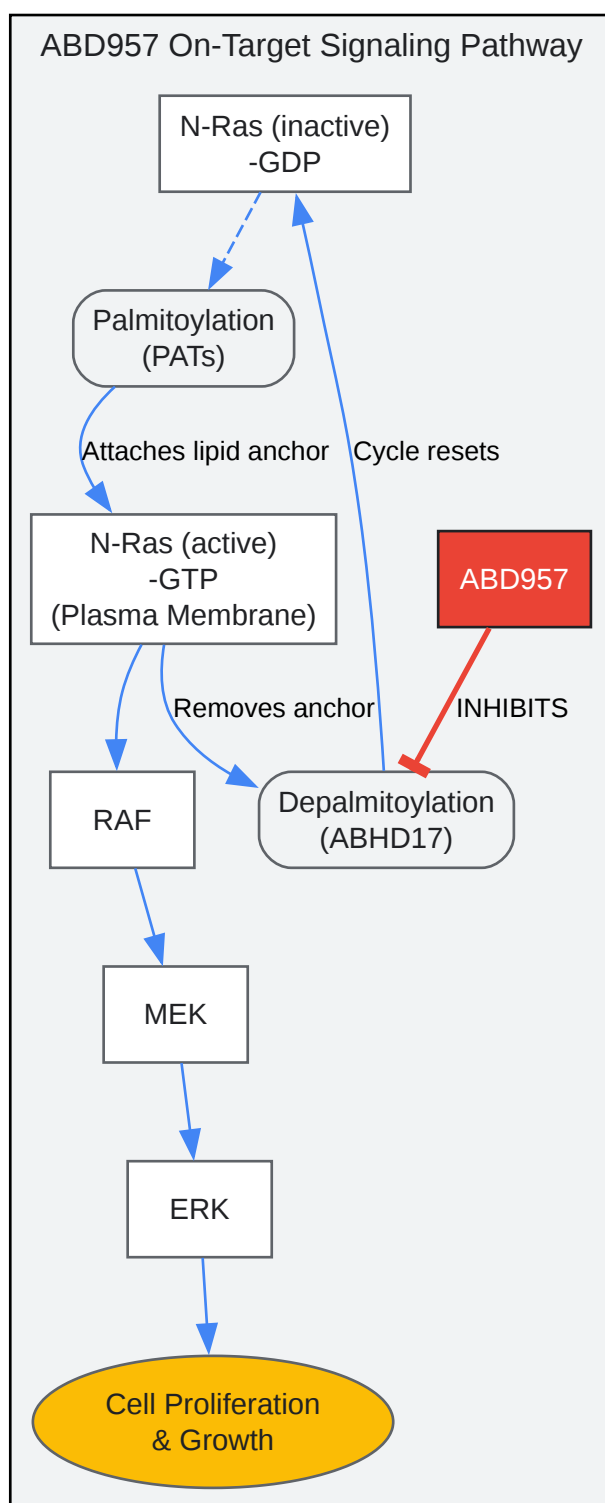 ABD957 On-Target Signaling Pathway
N-Ras (inactive)
-GDP
Palmitoylation
(PATs)
Attaches lipid anchor
Cycle resets
N-Ras (active)
-GTP
(Plasma Membrane)
ABD957
Removes anchor
INHIBITS
RAF
Depalmitoylation
(ABHD17)
MEK
ERK
Cell Proliferation
& Growth